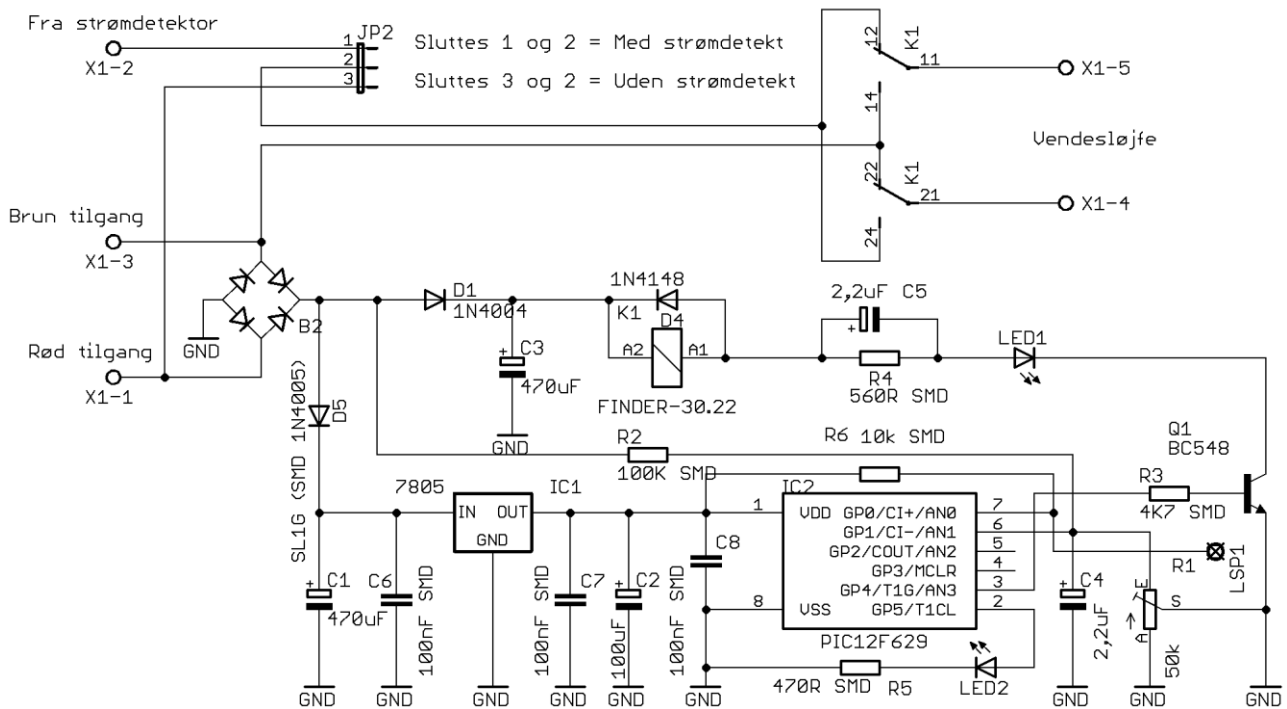 Fra strømdetektor
X1-2
JP2
1
2
3
Sluttes 1 og 2 = Med strømdetekt
Sluttes 3 og 2 = Uden strømdetekt
12
K1
11
X1-5
14
Vendesløjfe
22
K1
21
X1-4
24
Brun tilgang
X1-3
B2
GND
Rød tilgang
X1-1
D1
1N4004
1N4148
K1
D4
A2
A1
FINDER-30.22
2,2uF C5
+
R4
560R SMD
LED1
+
C3
470uF
GND
SL1G (SMD 1N4005)
D5
R2
100K SMD
R6 10k SMD
Q1
BC548
R3
4K7 SMD
7805
IC1
IN OUT
GND
IC2
1
VDD
8
VSS
GP0/CI+/AN0
GP1/CI-/AN1
GP2/COUT/AN2
GP3/MCLR
GP4/T1G/AN3
GP5/T1CL
7
6
5
4
3
2
PIC12F629
+
C1
470uF
C6
100nF SMD
C7
100nF SMD
+
C2
100uF
C8
100nF SMD
470R SMD
R5
LED2
+
C4
2,2uF
R1
E
S
A
50k
LSP1
GND
GND
GND
GND
GND
GND
GND
GND
GND